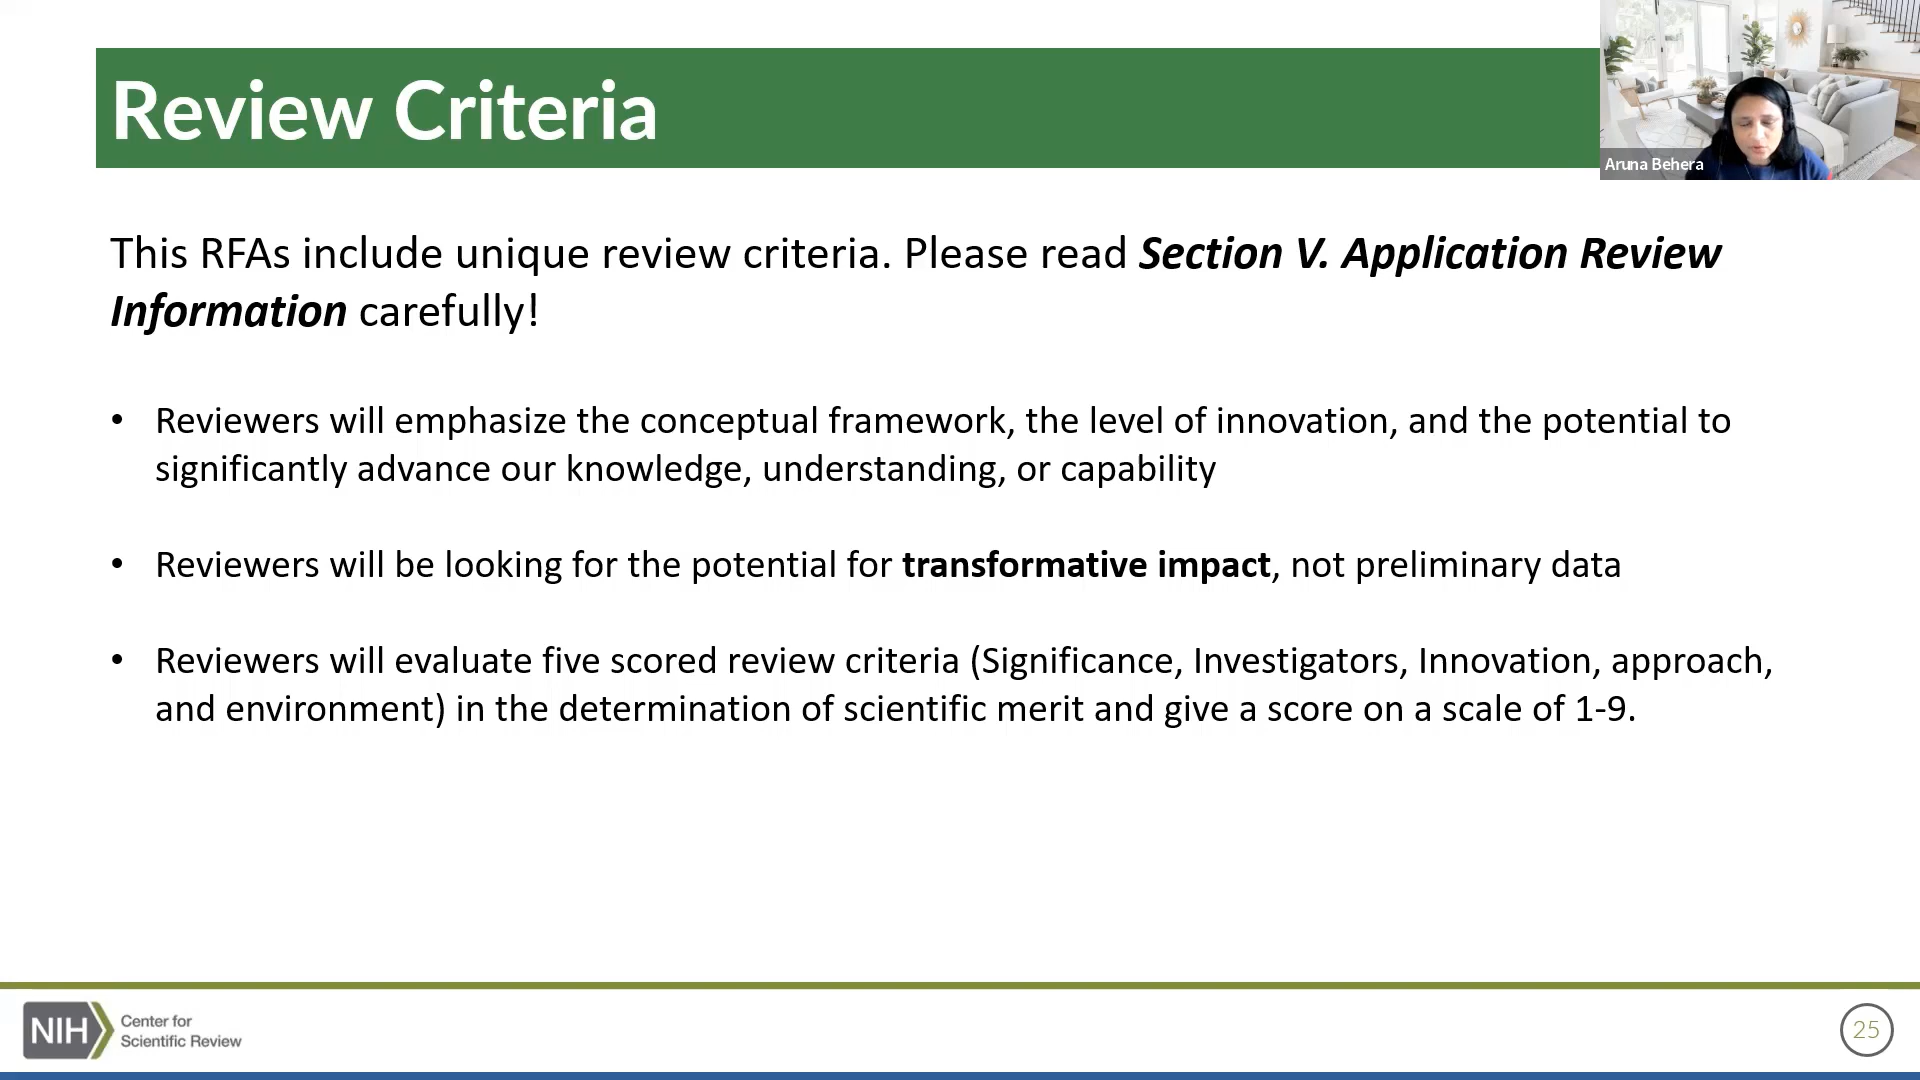 Review Criteria
Aruna Behera
This RFAs include unique review criteria. Please read Section V. Application Review
Information carefully!
• Reviewers will emphasize the conceptual framework, the level of innovation, and the potential to
significantly advance our knowledge, understanding, or capability
• Reviewers will be looking for the potential for transformative impact, not preliminary data
• Reviewers will evaluate five scored review criteria (Significance, Investigators, Innovation, approach,
and environment) in the determination of scientific merit and give a score on a scale of 1-9.
NIH
Center for
Scientific Review
25